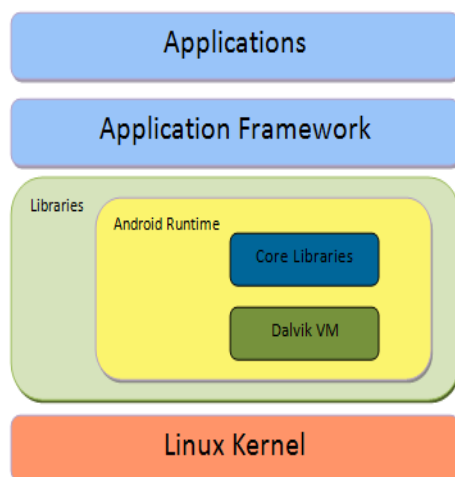 Applications
Application Framework
Libraries
Android Runtime
Core Libraries
Dalvik VM
Linux Kernel